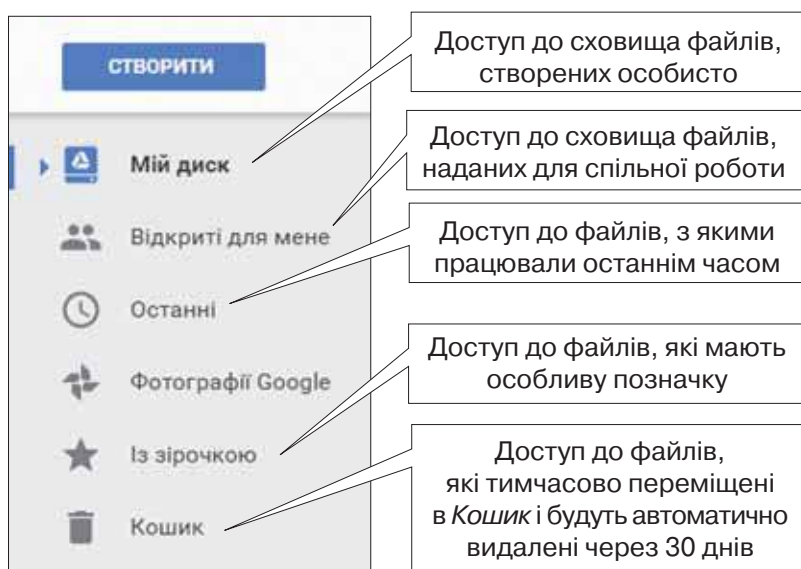 СТВОРИТИ
Мій диск
Відкриті для мене
Останні
Фотографії Google
Із зірочкою
Кошик
Доступ до сховища файлів,
створених особисто
Доступ до сховища файлів,
наданих для спільної роботи
Доступ до файлів, з якими
працювали останнім часом
Доступ до файлів, які мають
особливу позначку
Доступ до файлів,
які тимчасово переміщені
в Кошик і будуть автоматично
видалені через 30 днів